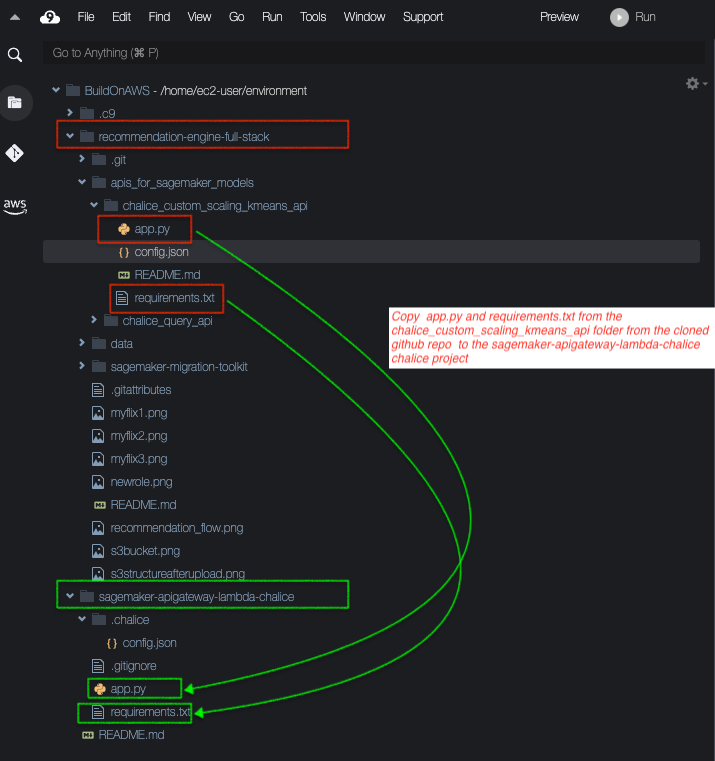 9 File Edit Find View Go Run Tools Window Support Preview Run
Go to Anything (⌘ P)
BuildOnAWS - /home/ec2-user/environment
.c9
recommendation-engine-full-stack
.git
apis_for_sagemaker_models
chalice_custom_scaling_kmeans_api
app.py
config.json
README.md
requirements.txt
chalice_query_api
data
sagemaker-migration-toolkit
.gitattributes
myflix1.png
myflix2.png
myflix3.png
newrole.png
README.md
recommendation_flow.png
s3bucket.png
s3structureafterupload.png
sagemaker-apigateway-lambda-chalice
.chalice
config.json
.gitignore
app.py
requirements.txt
README.md
aws
Copy app.py and requirements.txt from the
chalice_custom_scaling_kmeans_api folder from the cloned
github repo to the sagemaker-apigateway-lambda-chalice
chalice project